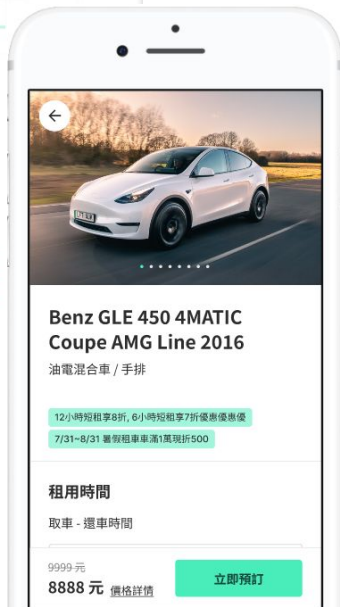 Benz GLE 450 4MATIC
Coupe AMG Line 2016
油電混合車 / 手排
12小時短租享8折, 6小時短租享7折優惠優惠優
7/31~8/31 暑假租車車滿1萬現折500
租用時間
取車 - 還車時間
9999 元
8888 元 價格詳情
立即預訂